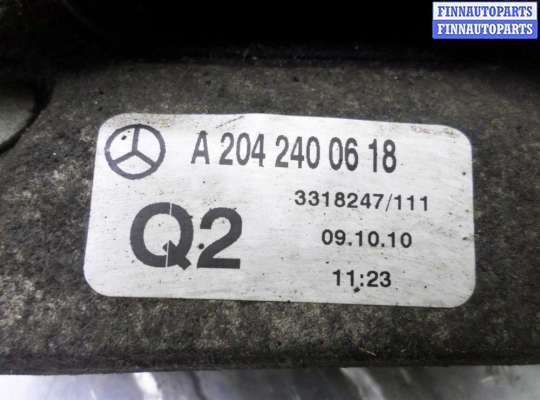 FINNAUTOPARTS
FINNAUTOPARTS
A 204 240 06 18
3318247/111
Q2
09.10.10
11:23